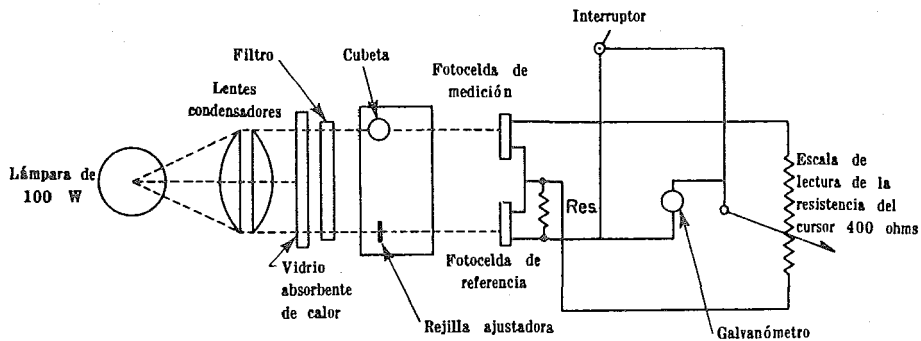 Interruptor
Filtro
Cubeta
Fotocelda de
medición
Lentes
condensadores
Lámpara de
100 W
Res.
Escala de
lectura de la
resistencia del
cursor 400 ohms
Vidrio
absorbente
de calor
Rejilla ajustadora
Fotocelda de
referencia
Galvanómetro